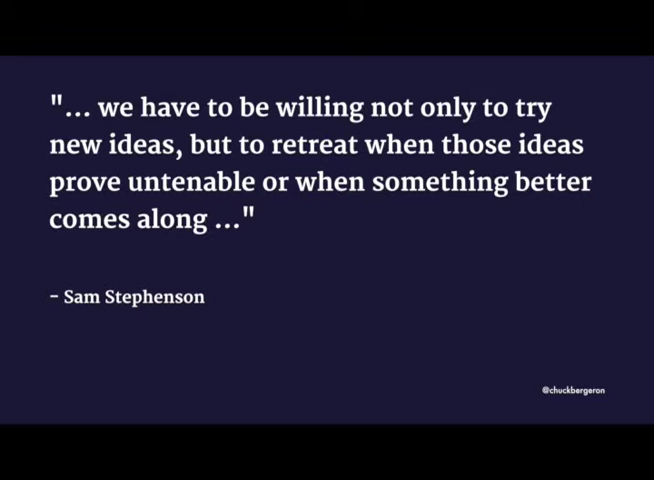 "... we have to be willing not only to try
new ideas, but to retreat when those ideas
prove untenable or when something better
comes along ..."
- Sam Stephenson
@chuckbergeron